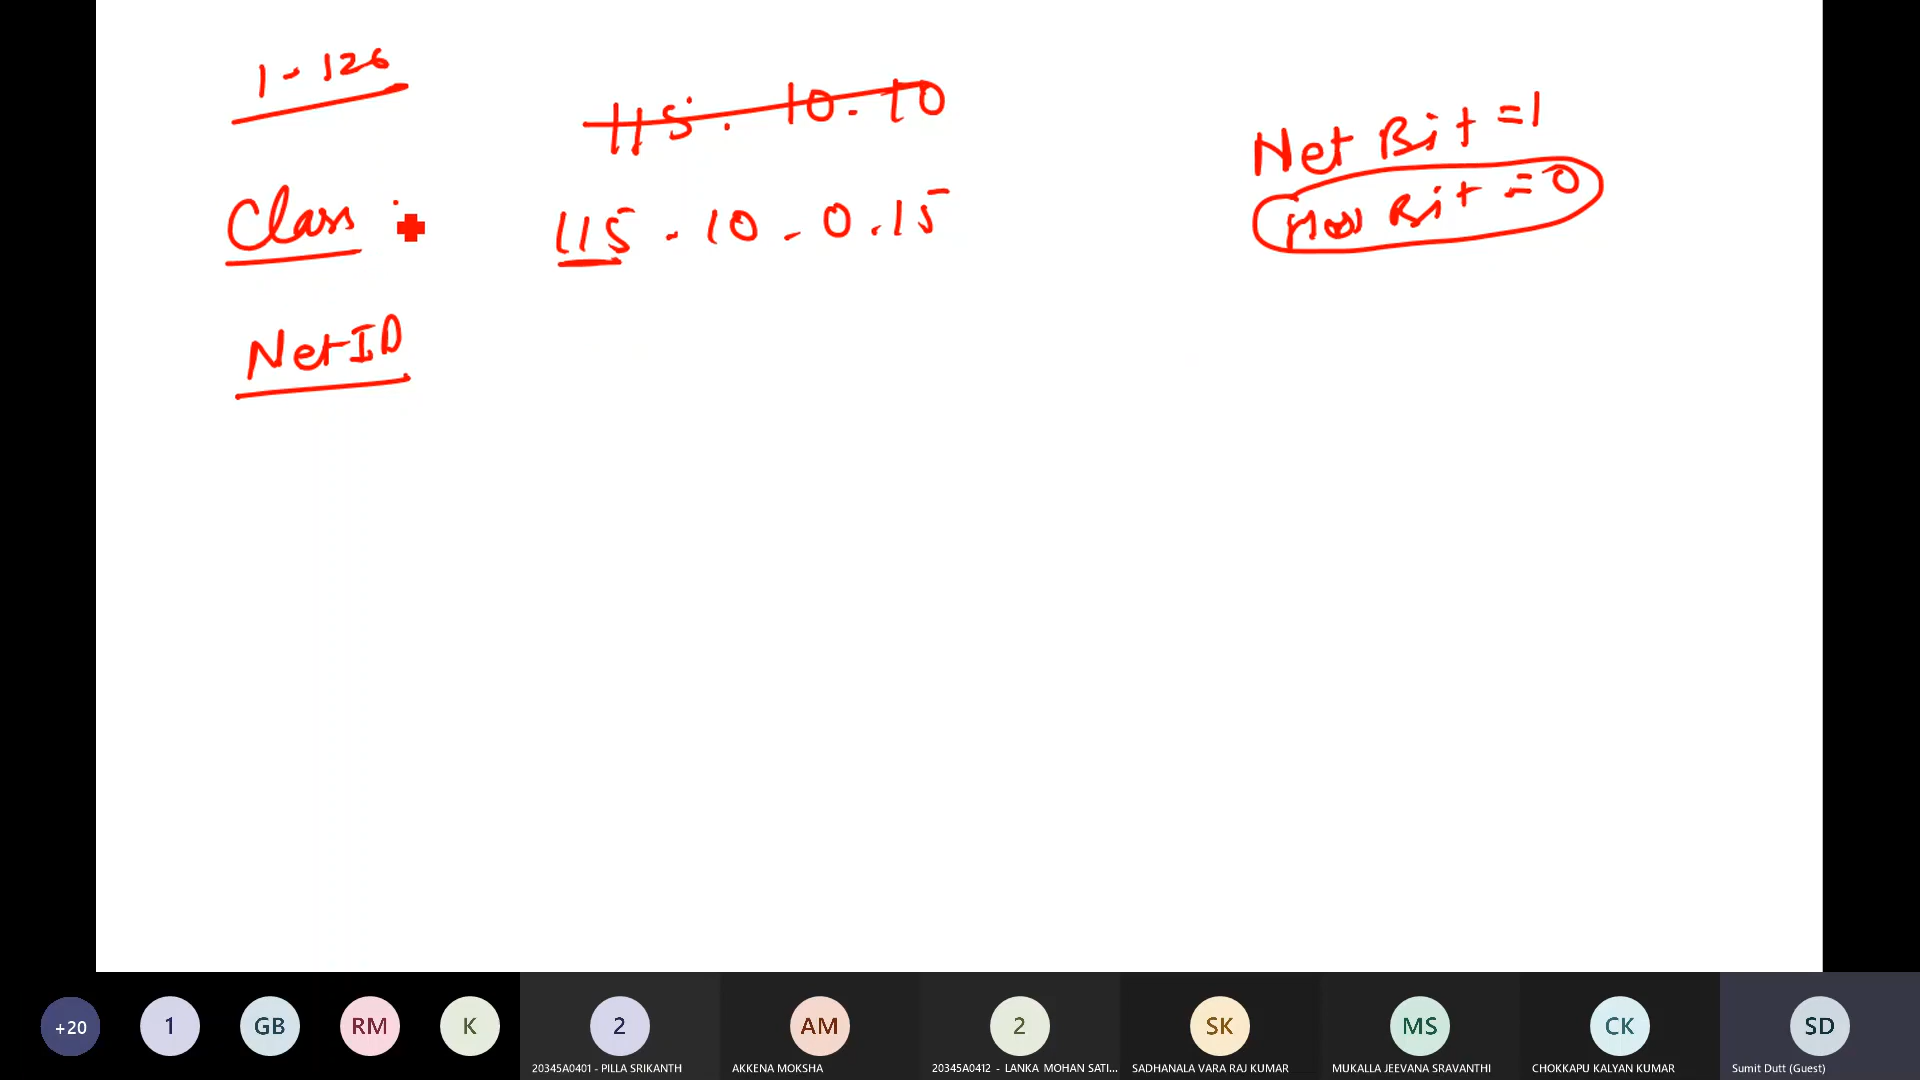 1 - 126
115. 10. 10
Net Bit = 1
Bit = 0
Class
115 . 10 . 0 . 15
Net ID
+20
1
GB
RM
K
2
AM
2
SK
MS
CK
SD
20345A0401 - PILLA SRIKANTH
AKKENA MOKSHA
20345A0412 - LANKA MOHAN SATI...
SADHANALA VARA RAJ KUMAR
MUKALLA JEEVANA SRAVANTHI
CHOKKAPU KALYAN KUMAR
Sumit Dutt (Guest)